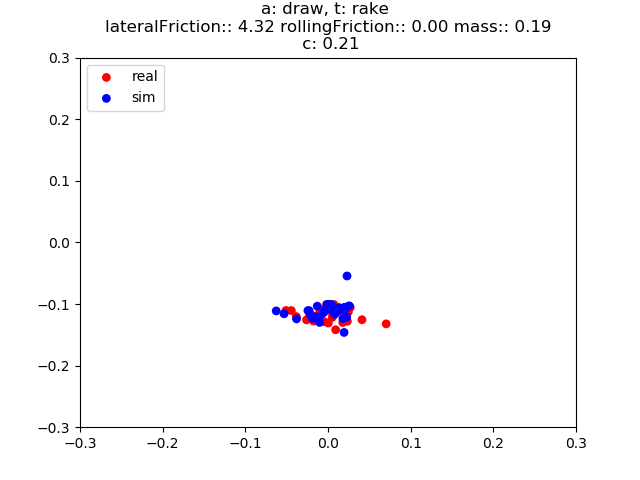 a: draw, t: rake
lateralFriction:: 4.32 rollingFriction:: 0.00 mass:: 0.19
c: 0.21
real
sim
0.3
0.2
0.1
0.0
−0.1
−0.2
−0.3
−0.3 −0.2 −0.1 0.0 0.1 0.2 0.3